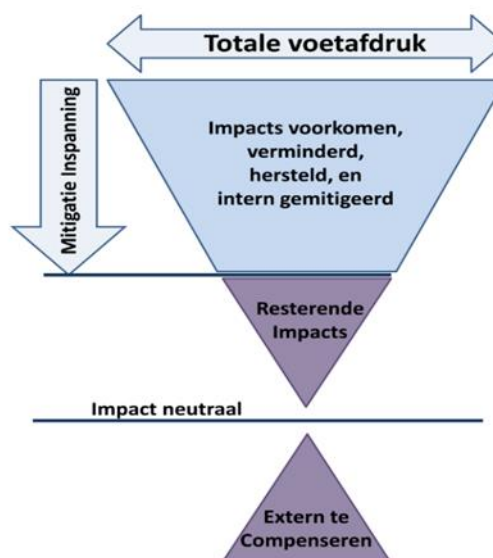 Totale voetafdruk
Mitigatie Inspanning
Impacts voorkomen,
verminderd,
hersteld, en
intern gemitigeerd
Resterende
Impacts
Impact neutraal
Extern te
Compenseren